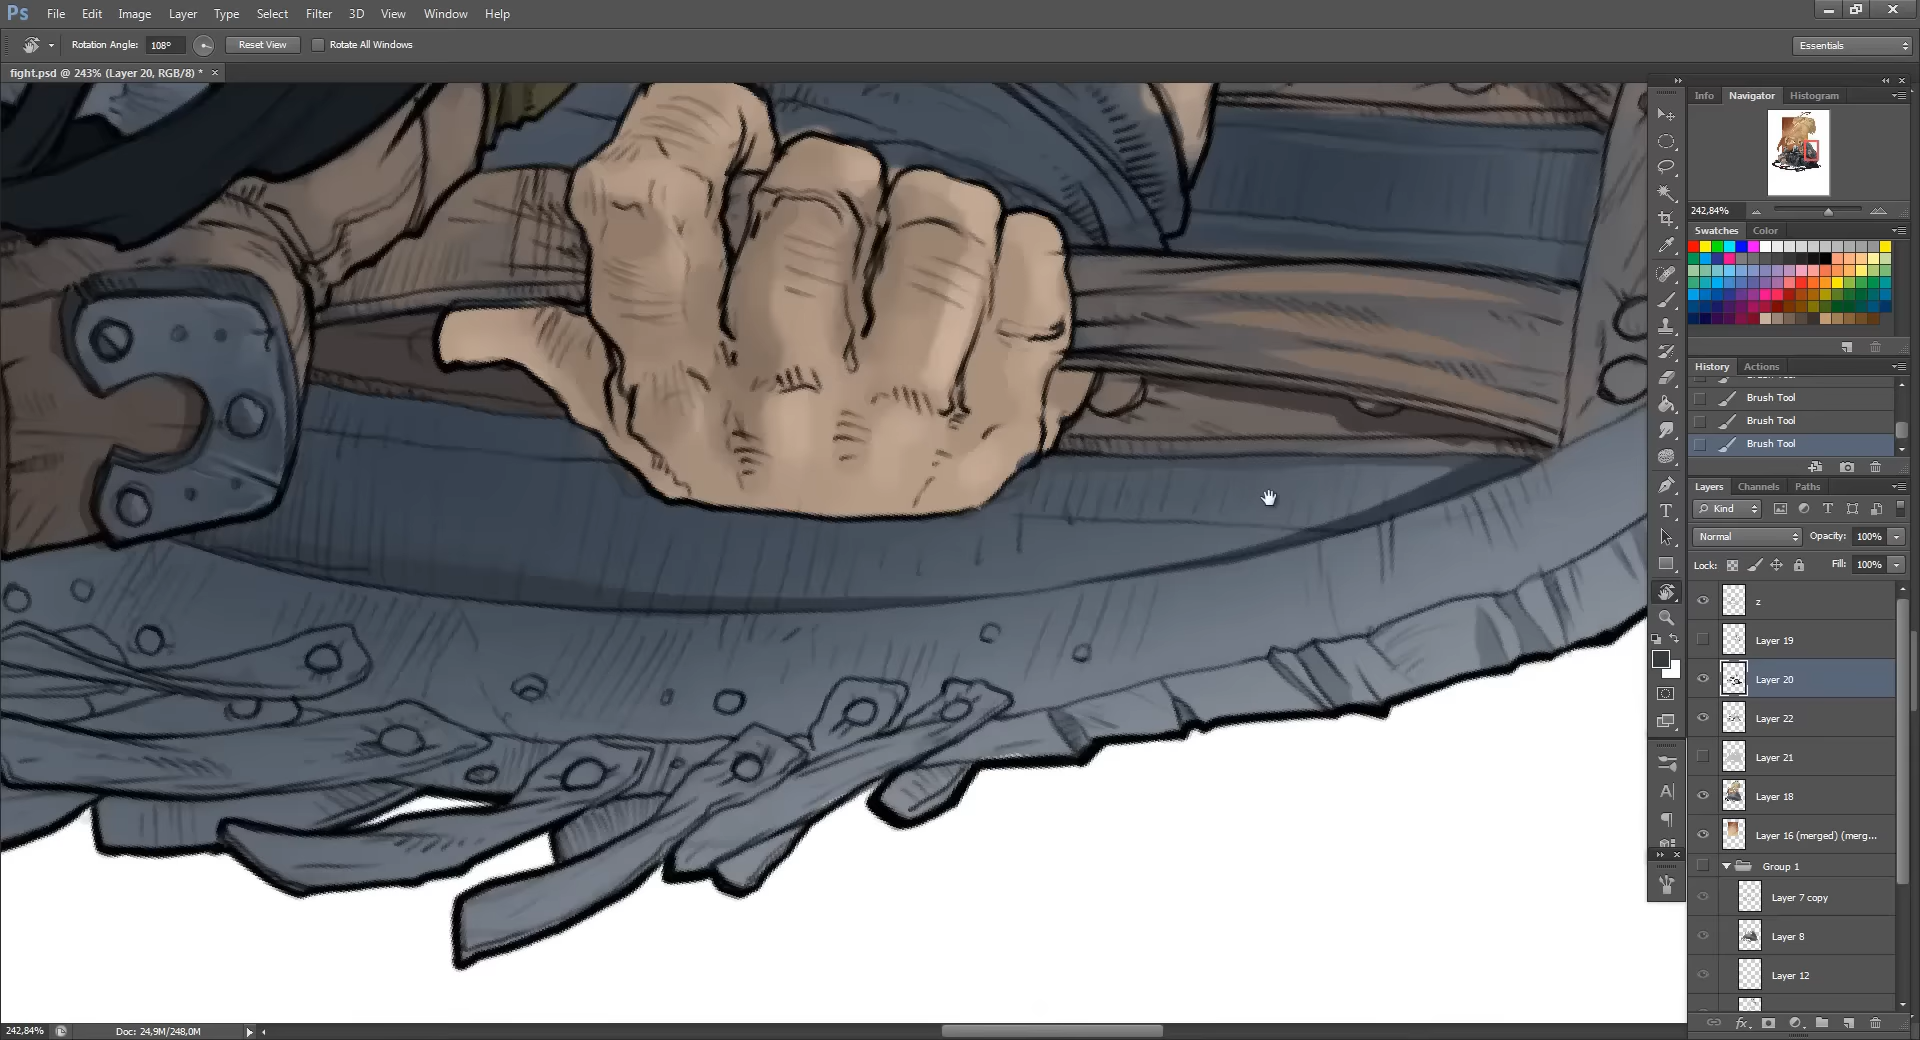 Ps File Edit Image Layer Type Select Filter 3D View Window Help
Rotation Angle: 108° Reset View Rotate All Windows Essentials
fight.psd @ 243% (Layer 20, RGB/8) * ×
Info Navigator Histogram
242,84%
Swatches Color
History Actions
Brush Tool
Brush Tool
Brush Tool
Layers Channels Paths
Kind
Normal Opacity: 100%
Lock: Fill: 100%
z
Layer 19
Layer 20
Layer 22
Layer 21
Layer 18
Layer 16 (merged) (merg...
Group 1
Layer 7 copy
Layer 8
Layer 12
242,84% Doc: 24,9M/248,0M